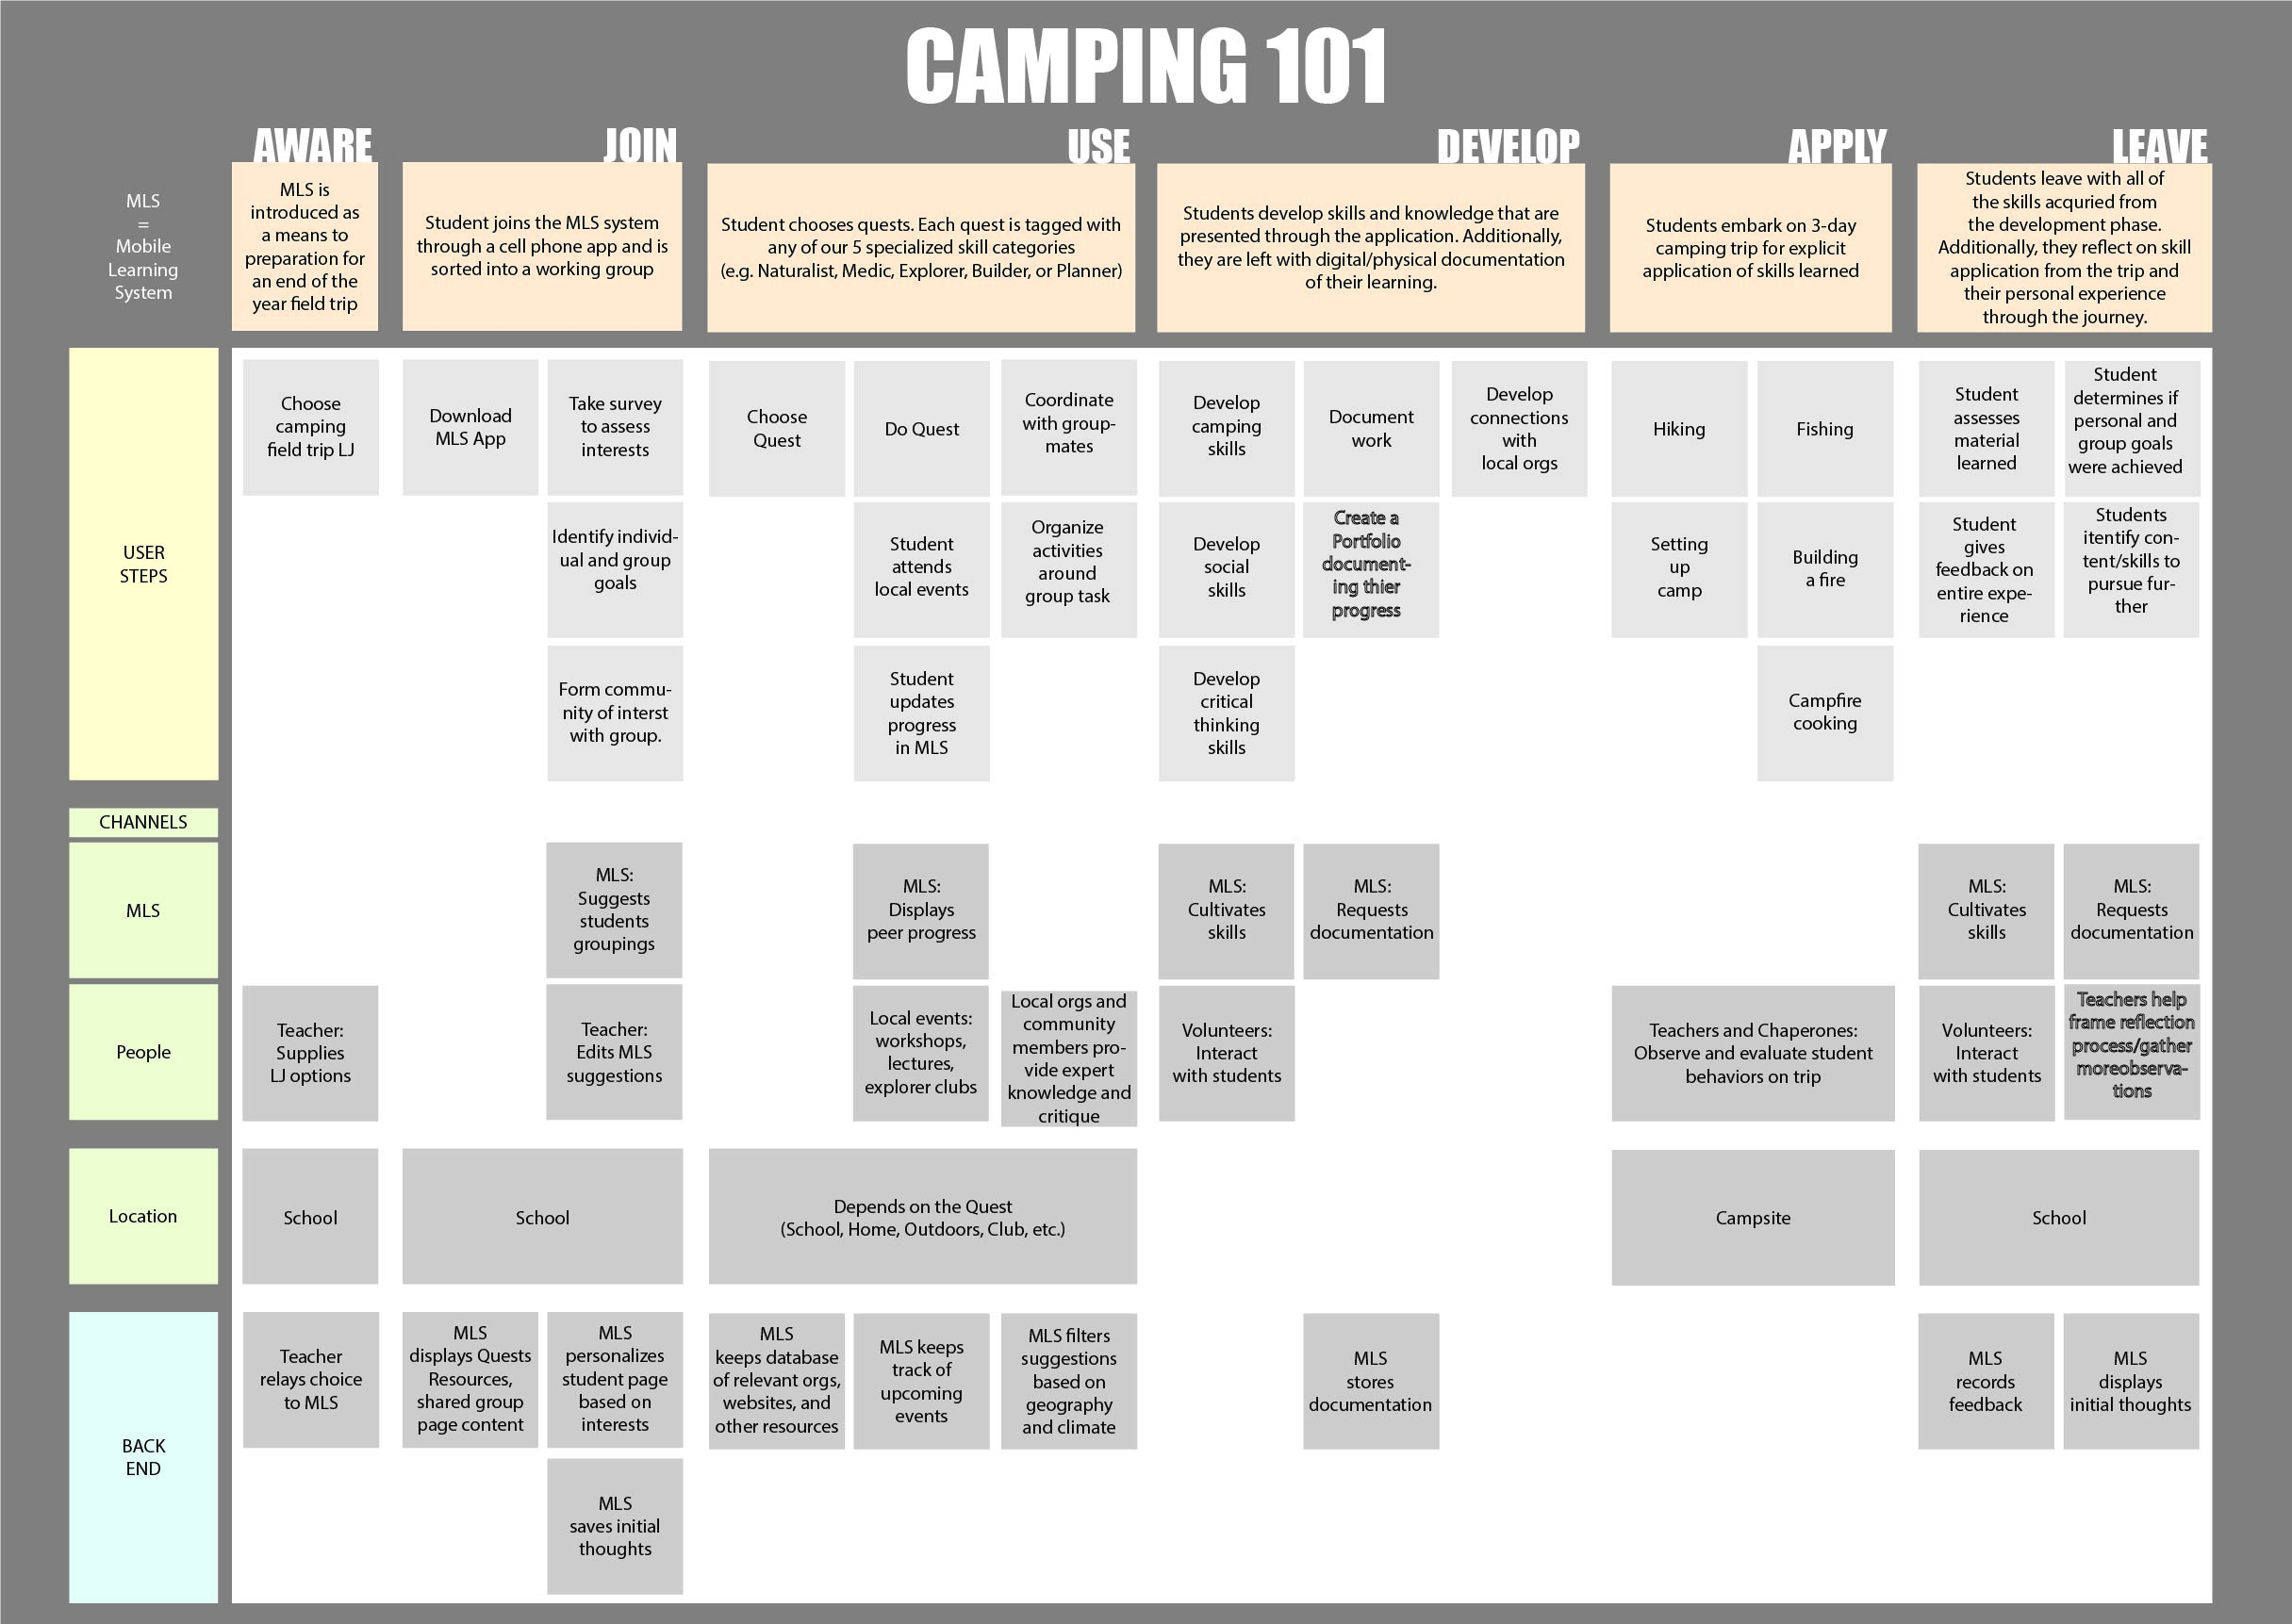 CAMPING 101
AWARE
JOIN
USE
DEVELOP
APPLY
LEAVE
MLS
=
Mobile
Learning
System
MLS is
introduced as
a means to
preparation for
an end of the
year field trip
Student joins the MLS system
through a cell phone app and is
sorted into a working group
Student chooses quests. Each quest is tagged with
any of our 5 specialized skill categories
(e.g. Naturalist, Medic, Explorer, Builder, or Planner)
Students develop skills and knowledge that are
presented through the application. Additionally,
they are left with digital/physical documentation
of their learning.
Students embark on 3-day
camping trip for explicit
application of skills learned
Students leave with all of
the skills acquried from
the development phase.
Additionally, they reflect on skill
application from the trip and
their personal experience
through the journey.
USER
STEPS
Choose
camping
field trip LJ
Download
MLS App
Take survey
to assess
interests
Choose
Quest
Do Quest
Coordinate
with group-
mates
Develop
camping
skills
Document
work
Develop
connections
with
local orgs
Hiking
Fishing
Student
assesses
material
learned
Student
determines if
personal and
group goals
were achieved
Identify individ-
ual and group
goals
Student
attends
local events
Organize
activities
around
group task
Develop
social
skills
Create a
Portfolio
document-
ing thier
progress
Setting
up
camp
Building
a fire
Student
gives
feedback on
entire expe-
rience
Students
itentify con-
tent/skills to
pursue fur-
ther
Form commu-
nity of interst
with group.
Student
updates
progress
in MLS
Develop
critical
thinking
skills
Campfire
cooking
CHANNELS
MLS
MLS:
Suggests
students
groupings
MLS:
Displays
peer progress
MLS:
Cultivates
skills
MLS:
Requests
documentation
MLS:
Cultivates
skills
MLS:
Requests
documentation
People
Teacher:
Supplies
LJ options
Teacher:
Edits MLS
suggestions
Local events:
workshops,
lectures,
explorer clubs
Local orgs and
community
members pro-
vide expert
knowledge and
critique
Volunteers:
Interact
with students
Teachers and Chaperones:
Observe and evaluate student
behaviors on trip
Volunteers:
Interact
with students
Teachers help
frame reflection
process/gather
moreobserva-
tions
Location
School
School
Depends on the Quest
(School, Home, Outdoors, Club, etc.)
Campsite
School
BACK
END
Teacher
relays choice
to MLS
MLS
displays Quests
Resources,
shared group
page content
MLS
personalizes
student page
based on
interests
MLS
keeps database
of relevant orgs,
websites, and
other resources
MLS keeps
track of
upcoming
events
MLS filters
suggestions
based on
geography
and climate
MLS
stores
documentation
MLS
records
feedback
MLS
displays
initial thoughts
MLS
saves initial
thoughts